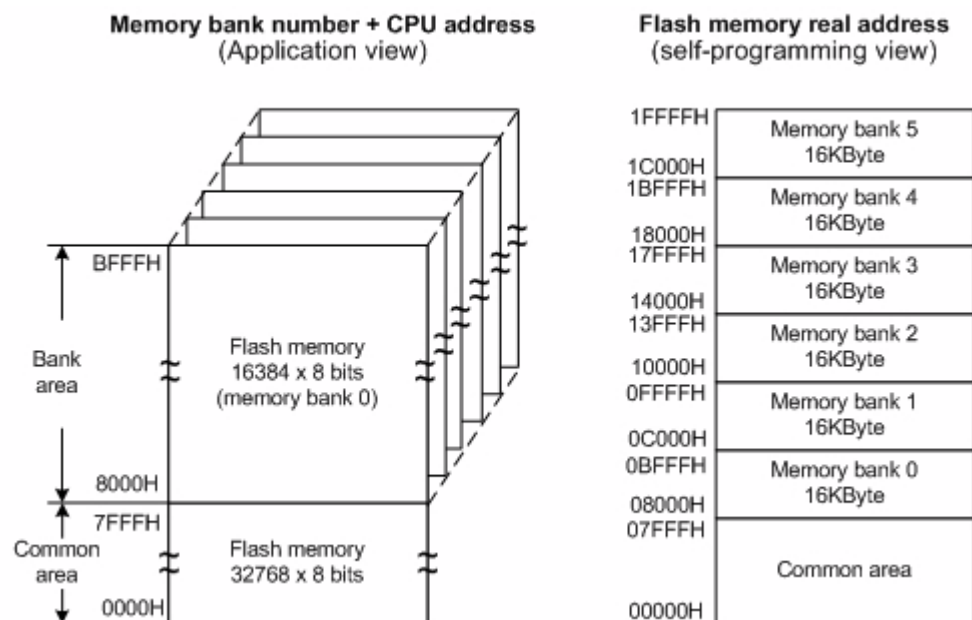 Memory bank number + CPU address
(Application view)
BFFFH
Bank
area
Flash memory
16384 x 8 bits
(memory bank 0)
8000H
7FFFH
Common
area
Flash memory
32768 x 8 bits
0000H
Flash memory real address
(self-programming view)
1FFFFH
Memory bank 5
16KByte
1C000H
1BFFFH
Memory bank 4
16KByte
18000H
17FFFH
Memory bank 3
16KByte
14000H
13FFFH
Memory bank 2
16KByte
10000H
0FFFFH
Memory bank 1
16KByte
0C000H
0BFFFH
Memory bank 0
16KByte
08000H
07FFFH
Common area
00000H